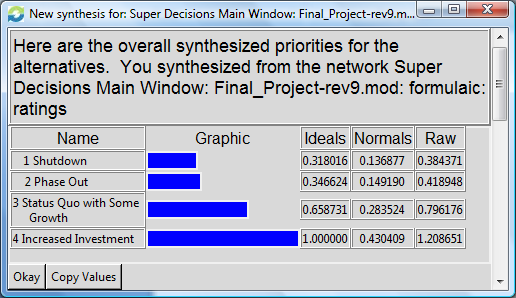 New synthesis for: Super Decisions Main Window: Final_Project-rev9.m...
Here are the overall synthesized priorities for the
alternatives. You synthesized from the network Super
Decisions Main Window: Final_Project-rev9.mod: formulaic:
ratings
Name Graphic Ideals Normals Raw
1 Shutdown 0.318016 0.136877 0.384371
2 Phase Out 0.346624 0.149190 0.418948
3 Status Quo with Some
Growth 0.658731 0.283524 0.796176
4 Increased Investment 1.000000 0.430409 1.208651
Okay Copy Values